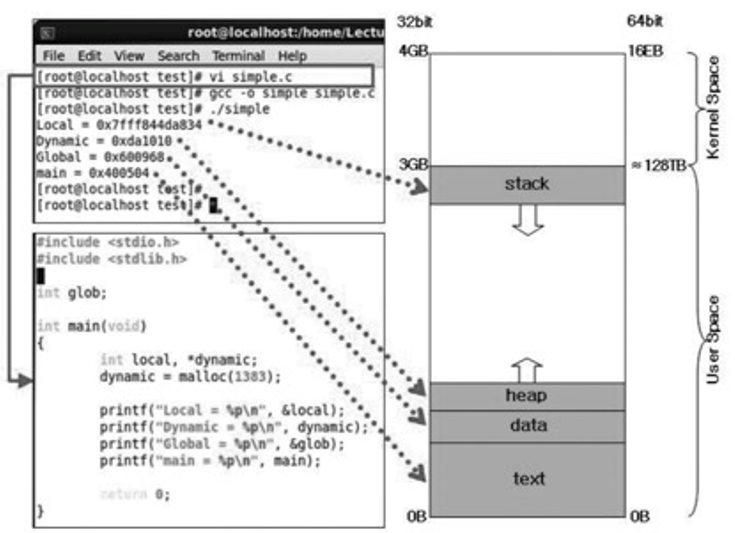 root@localhost:/home/Lectu
File Edit View Search Terminal Help
[root@localhost test]# vi simple.c
[root@localhost test]# gcc -o simple simple.c
[root@localhost test]# ./simple
Local = 0x7fff844da834
Dynamic = 0xda1010
Global = 0x600968
main = 0x400504
[root@localhost test]#
[root@localhost test]#
#include <stdio.h>
#include <stdlib.h>
int glob;
int main(void)
{
int local, *dynamic;
dynamic = malloc(1383);
printf("Local = %p\n", &local);
printf("Dynamic = %p\n", dynamic);
printf("Global = %p\n", &glob);
printf("main = %p\n", main);
return 0;
}
32bit
64bit
4GB
16EB
Kernel Space
3GB
≈128TB
stack
User Space
heap
data
text
0B
0B